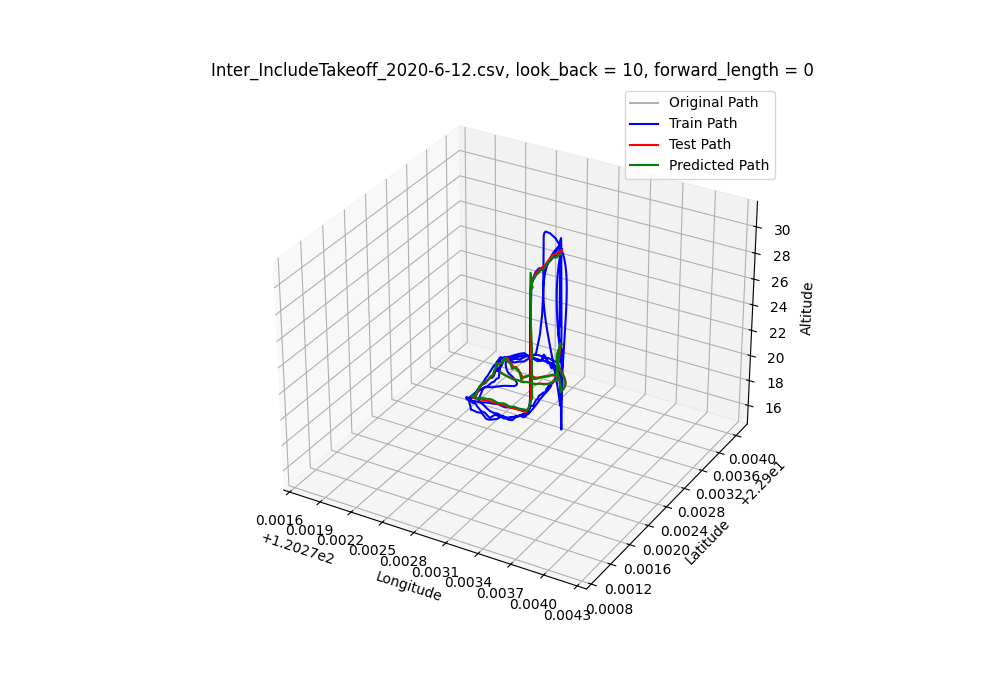 Inter_IncludeTakeoff_2020-6-12.csv, look_back = 10, forward_length = 0
Original Path
Train Path
Test Path
Predicted Path
30
28
26
24
22
20
18
16
Altitude
0.0016
0.0019
0.0022
0.0025
0.0028
0.0031
0.0034
0.0037
0.0040
0.0043
+1.2027e2
Longitude
0.0040
0.0036
0.0032
0.0028
0.0024
0.0020
0.0016
0.0012
0.0008
+2.29e1
Latitude